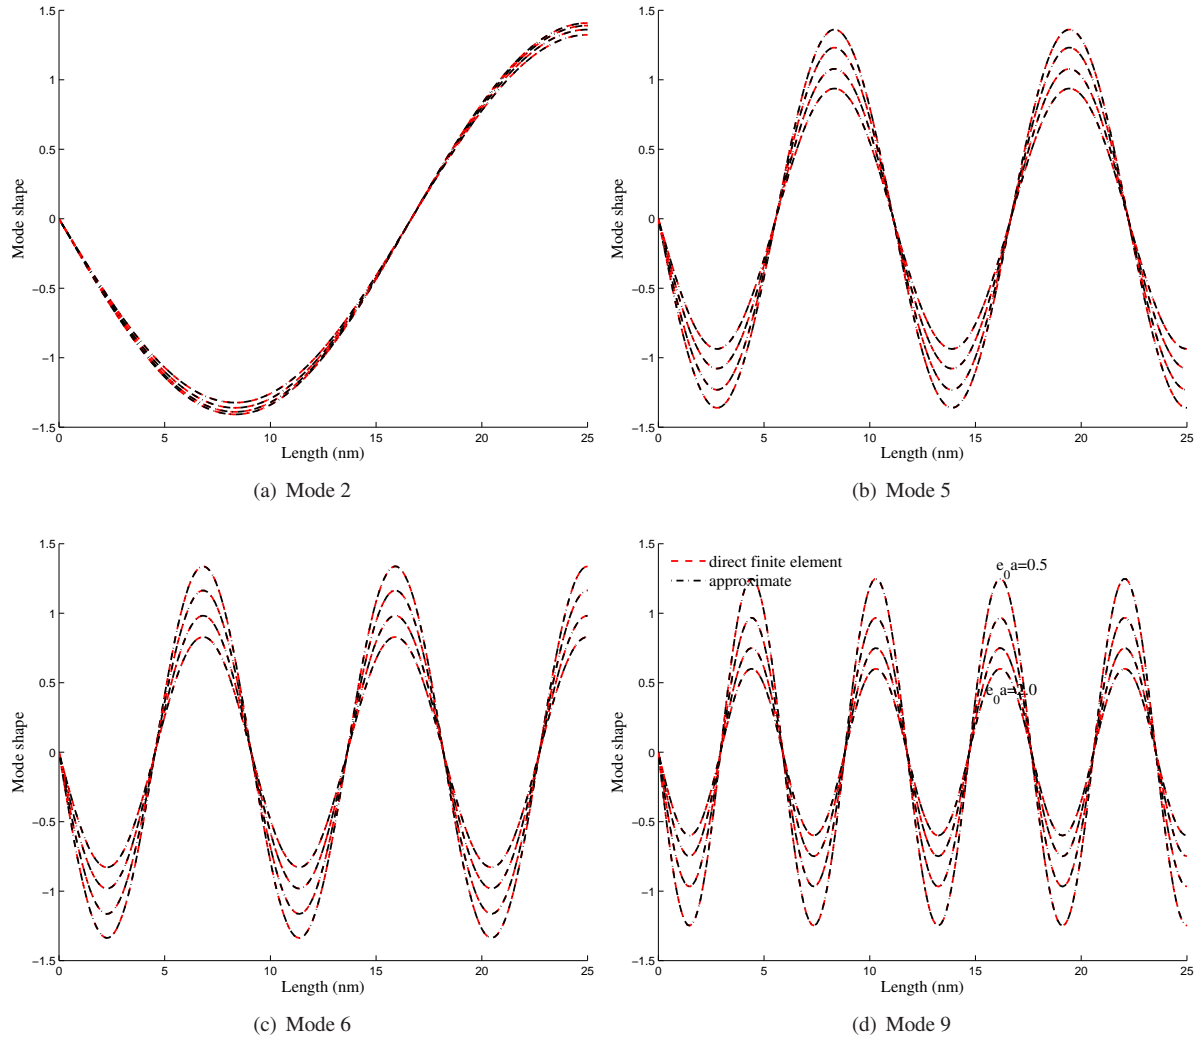 1.5
1
0.5
0
−0.5
−1
−1.5
0 5 10 15 20 25
Mode shape
Length (nm)
(a) Mode 2
1.5
1
0.5
0
−0.5
−1
−1.5
0 5 10 15 20 25
Mode shape
Length (nm)
(b) Mode 5
1.5
1
0.5
0
−0.5
−1
−1.5
0 5 10 15 20 25
Mode shape
Length (nm)
(c) Mode 6
1.5
1
0.5
0
−0.5
−1
−1.5
0 5 10 15 20 25
Mode shape
Length (nm)
direct finite element
approximate
e0a=0.5
e0a=2.0
(d) Mode 9